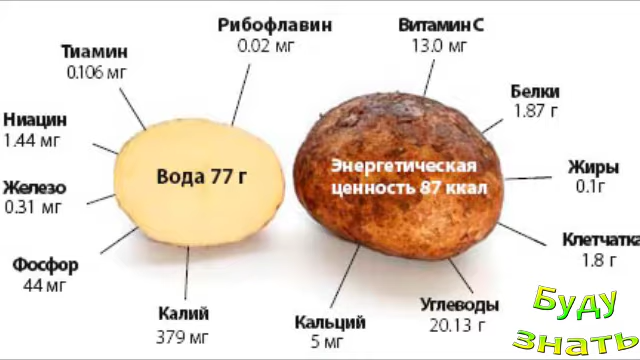 Рибофлавин
0.02 мг
Витамин С
13.0 мг
Тиамин
0.106 мг
Белки
1.87 г
Ниацин
1.44 мг
Вода 77 г
Энергетическая
ценность 87 ккал
Жиры
0.1г
Железо
0.31 мг
Клетчатка
1.8 г
Фосфор
44 мг
Калий
379 мг
Кальций
5 мг
Углеводы
20.13 г
Буду
знать